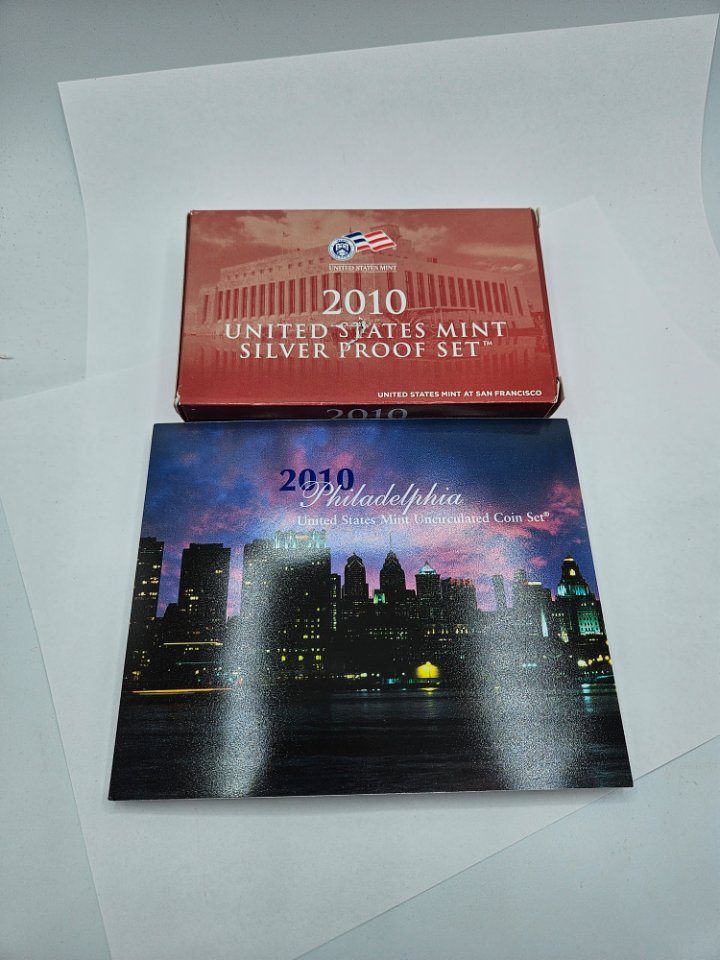 UNITED STATES MINT
2010
UNITED STATES MINT
SILVER PROOF SET™
UNITED STATES MINT AT SAN FRANCISCO
2010
2010
Philadelphia
United States Mint Uncirculated Coin Set®